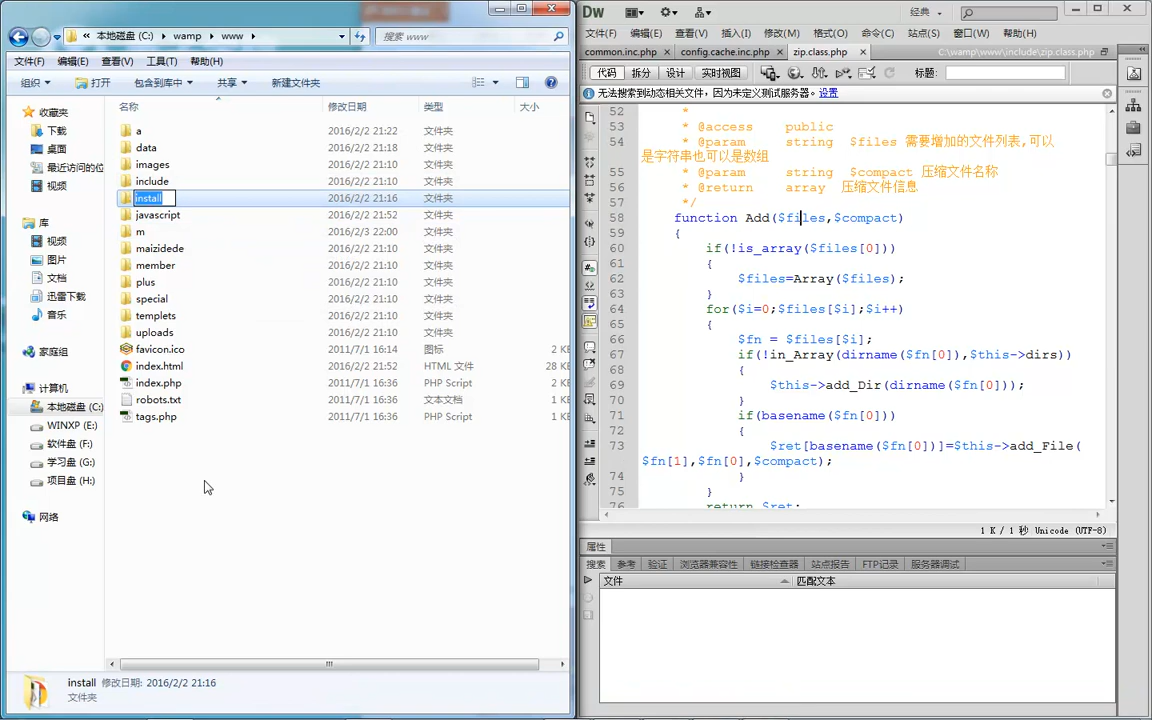 « 本地磁盘 (C:) ▸ wamp ▸ www ▸
搜索 www
文件(F) 编辑(E) 查看(V) 工具(T) 帮助(H)
组织 打开 包含到库中 共享 新建文件夹
收藏夹
下载
桌面
最近访问的位
视频
库
视频
图片
文档
迅雷下载
音乐
家庭组
计算机
本地磁盘 (C:)
WINXP (E:)
软件盘 (F:)
学习盘 (G:)
项目盘 (H:)
网络
名称 修改日期 类型 大小
a 2016/2/2 21:22 文件夹
data 2016/2/2 21:18 文件夹
images 2016/2/2 21:10 文件夹
include 2016/2/2 21:10 文件夹
install 2016/2/2 21:16 文件夹
javascript 2016/2/2 21:52 文件夹
m 2016/2/3 22:00 文件夹
maizidede 2016/2/2 21:10 文件夹
member 2016/2/2 21:10 文件夹
plus 2016/2/2 21:10 文件夹
special 2016/2/2 21:10 文件夹
templets 2016/2/2 21:10 文件夹
uploads 2016/2/2 21:10 文件夹
favicon.ico 2011/7/1 16:14 图标 2 KB
index.html 2016/2/2 21:52 HTML 文件 28 KB
index.php 2011/7/1 16:36 PHP Script 2 KB
robots.txt 2011/7/1 16:36 文本文档 1 KB
tags.php 2011/7/1 16:36 PHP Script 1 KB
install 修改日期: 2016/2/2 21:16
文件夹
Dw 经典
文件(F) 编辑(E) 查看(V) 插入(I) 修改(M) 格式(O) 命令(C) 站点(S) 窗口(W) 帮助(H)
common.inc.php × config.cache.inc.php × zip.class.php × C:\wamp\www\include\zip.class.php
代码 拆分 设计 实时视图 标题:
无法搜索到动态相关文件，因为未定义测试服务器。 设置
52 *
53 * @access public
54 * @param string $files 需要增加的文件列表,可以
是字符串也可以是数组
55 * @param string $compact 压缩文件名称
56 * @return array 压缩文件信息
57 */
58 function Add($files,$compact)
59 {
60 if(!is_array($files[0]))
61 {
62 $files=Array($files);
63 }
64 for($i=0;$files[$i];$i++)
65 {
66 $fn = $files[$i];
67 if(!in_Array(dirname($fn[0]),$this->dirs))
68 {
69 $this->add_Dir(dirname($fn[0]));
70 }
71 if(basename($fn[0]))
72 {
73 $ret[basename($fn[0])]=$this->add_File(
$fn[1],$fn[0],$compact);
74 }
75 }
76 return $ret;
1 K / 1 秒 Unicode (UTF-8)
属性
搜索 参考 验证 浏览器兼容性 链接检查器 站点报告 FTP记录 服务器调试
文件 匹配文本